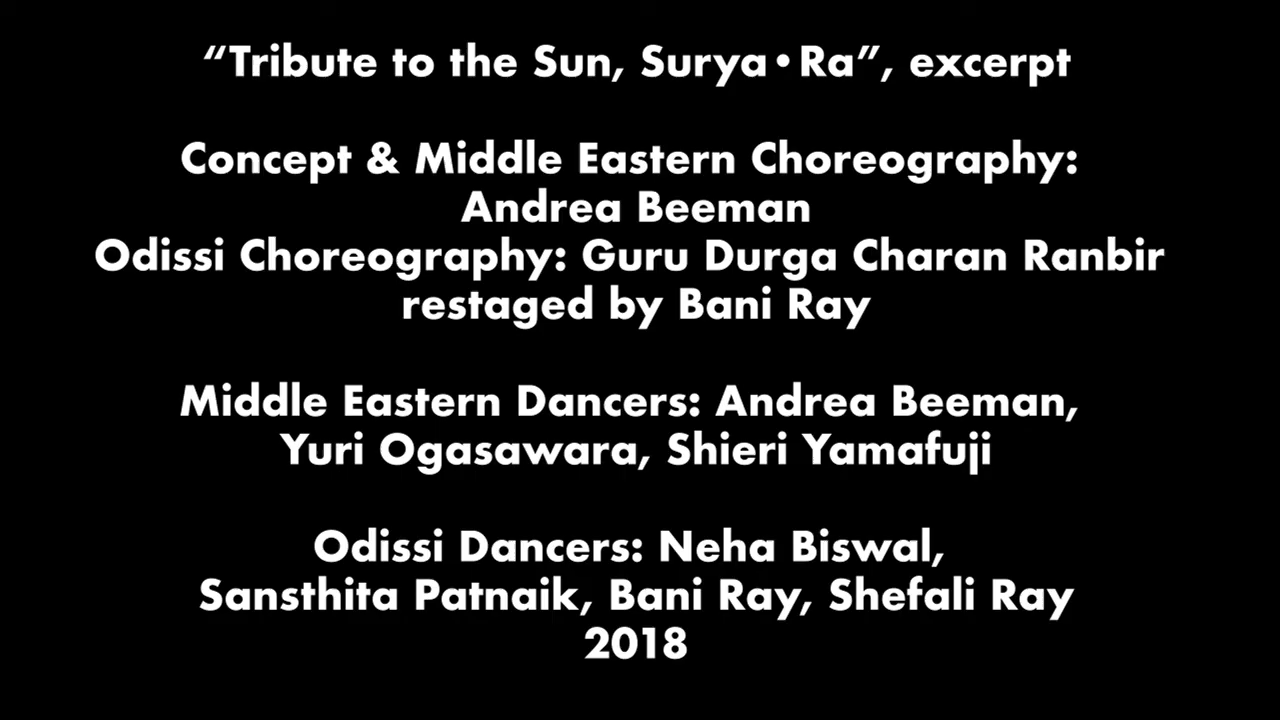 “Tribute to the Sun, Surya•Ra”, excerpt
Concept & Middle Eastern Choreography:
Andrea Beeman
Odissi Choreography: Guru Durga Charan Ranbir
restaged by Bani Ray
Middle Eastern Dancers: Andrea Beeman,
Yuri Ogasawara, Shieri Yamafuji
Odissi Dancers: Neha Biswal,
Sansthita Patnaik, Bani Ray, Shefali Ray
2018